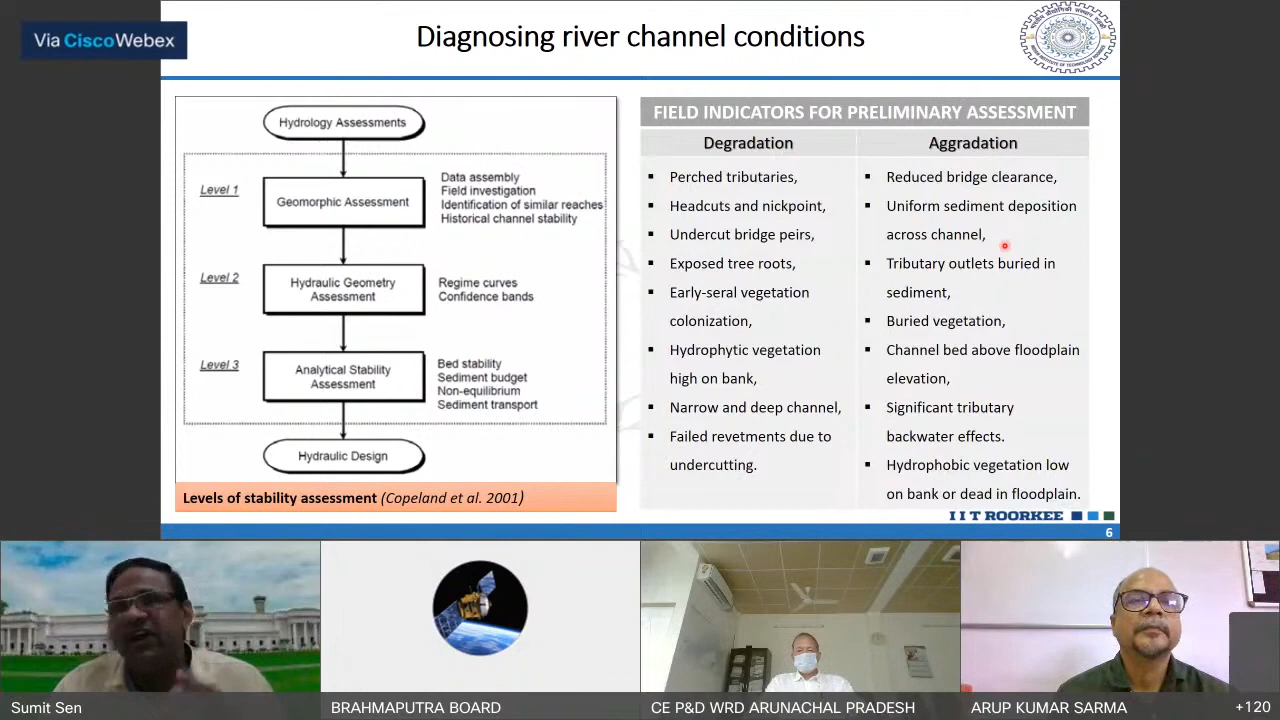 Via Cisco Webex
Diagnosing river channel conditions
Hydrology Assessments
Level 1
Geomorphic Assessment
Data assembly
Field investigation
Identification of similar reaches
Historical channel stability
Level 2
Hydraulic Geometry
Assessment
Regime curves
Confidence bands
Level 3
Analytical Stability
Assessment
Bed stability
Sediment budget
Non-equilibrium
Sediment transport
Hydraulic Design
Levels of stability assessment (Copeland et al. 2001)
FIELD INDICATORS FOR PRELIMINARY ASSESSMENT
Degradation
▪ Perched tributaries,
▪ Headcuts and nickpoint,
▪ Undercut bridge peirs,
▪ Exposed tree roots,
▪ Early-seral vegetation
colonization,
▪ Hydrophytic vegetation
high on bank,
▪ Narrow and deep channel,
▪ Failed revetments due to
undercutting.
Aggradation
▪ Reduced bridge clearance,
▪ Uniform sediment deposition
across channel,
▪ Tributary outlets buried in
sediment,
▪ Buried vegetation,
▪ Channel bed above floodplain
elevation,
▪ Significant tributary
backwater effects.
▪ Hydrophobic vegetation low
on bank or dead in floodplain.
I I T ROORKEE
6
Sumit Sen
BRAHMAPUTRA BOARD
CE P&D WRD ARUNACHAL PRADESH
ARUP KUMAR SARMA
+120